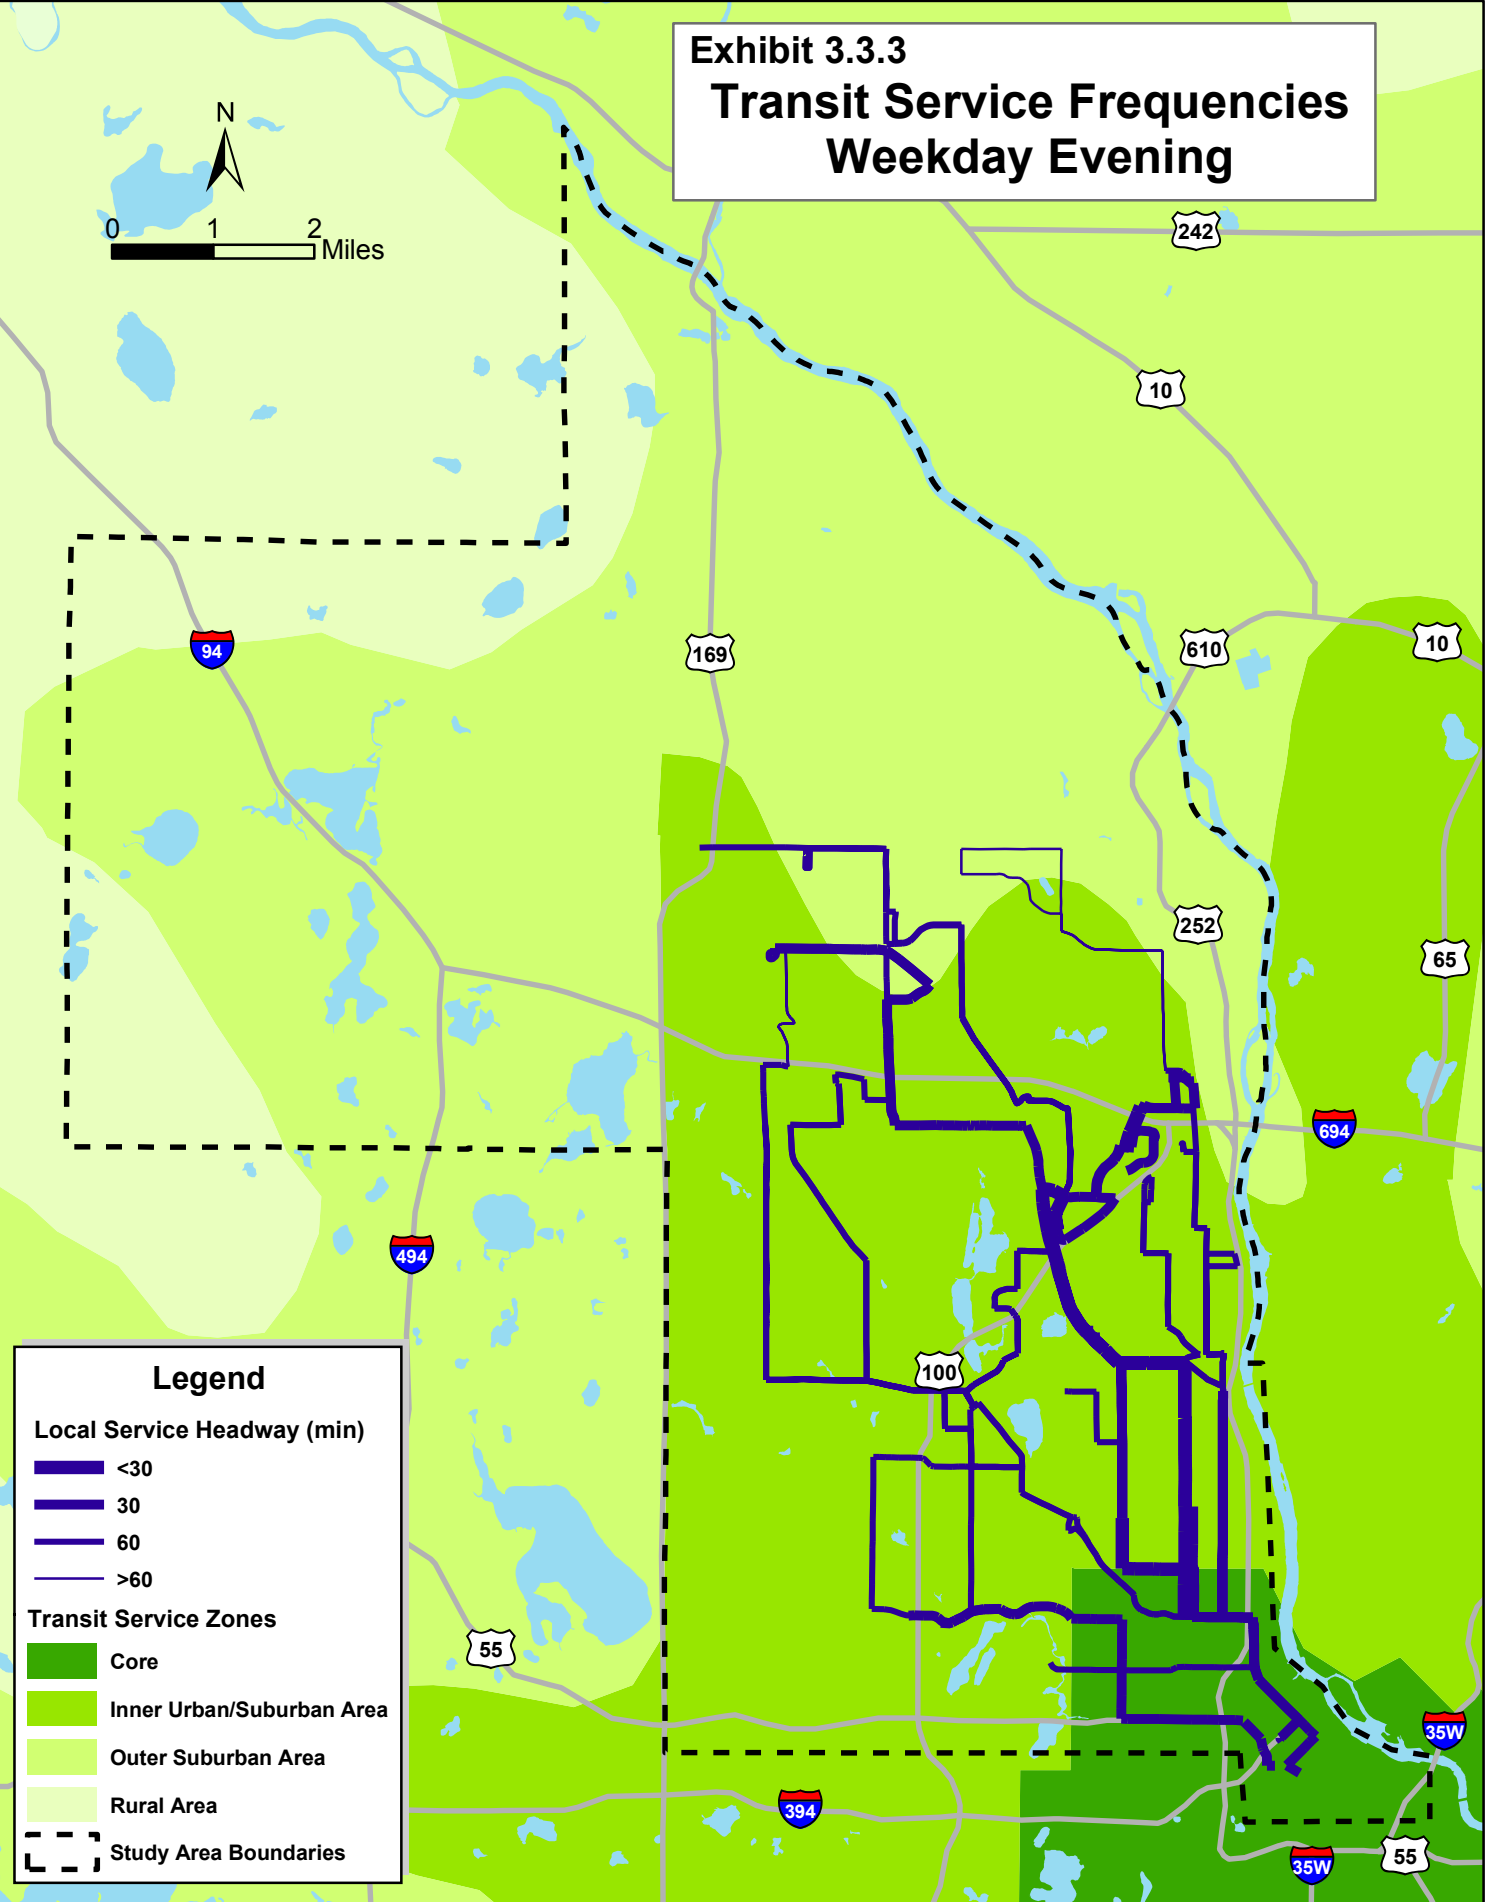 Exhibit 3.3.3
Transit Service Frequencies
Weekday Evening
N
0 1 2
Miles
242
10
94
169
610
10
252
65
694
494
100
55
35W
394
35W
55
Legend
Local Service Headway (min)
<30
30
60
>60
Transit Service Zones
Core
Inner Urban/Suburban Area
Outer Suburban Area
Rural Area
Study Area Boundaries